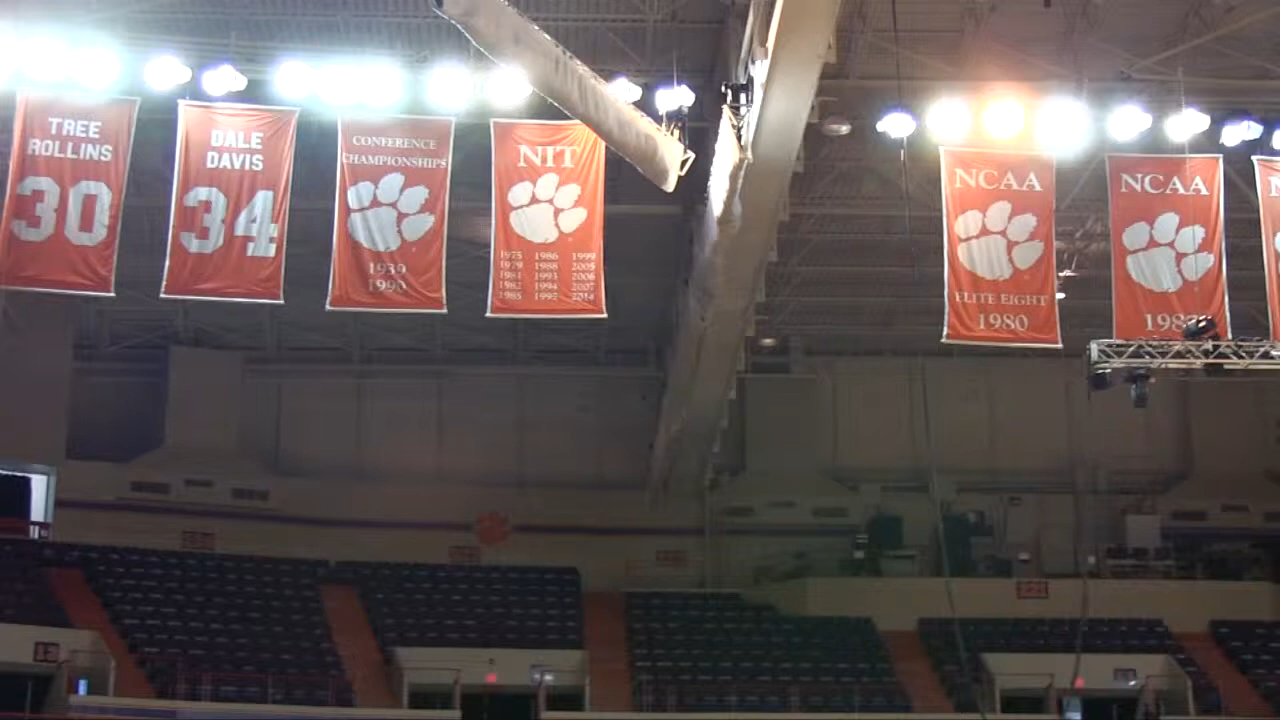 TREE
ROLLINS
30
DALE
DAVIS
34
CONFERENCE
CHAMPIONSHIPS
1939
1990
NIT
1975 1986 1999
1979 1988 2005
1981 1993 2006
1982 1994 2007
1985 1995 2014
NCAA
ELITE EIGHT
1980
NCAA